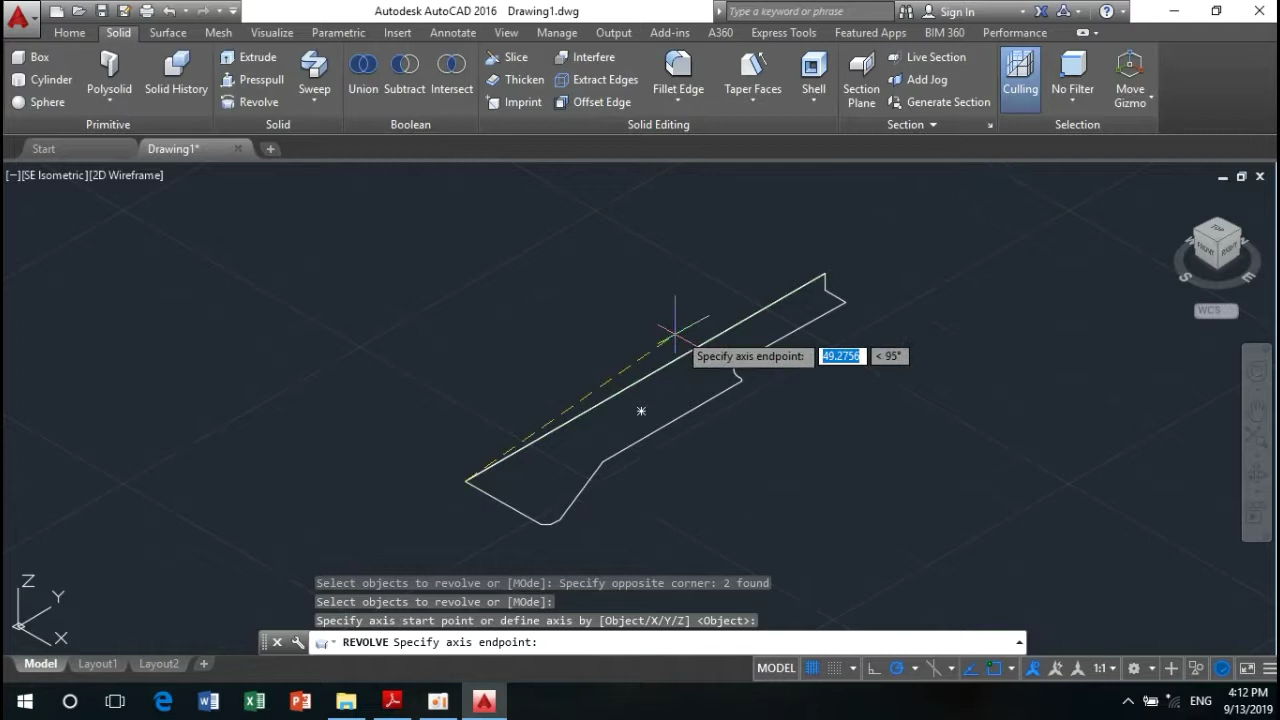 Autodesk AutoCAD 2016 Drawing1.dwg
Type a keyword or phrase
Sign In
Home Solid Surface Mesh Visualize Parametric Insert Annotate View Manage Output Add-ins A360 Express Tools Featured Apps BIM 360 Performance
Box
Cylinder
Sphere
Polysolid
Solid History
Primitive
Extrude
Presspull
Revolve
Sweep
Solid
Union
Subtract
Intersect
Boolean
Slice
Thicken
Imprint
Interfere
Extract Edges
Offset Edge
Fillet Edge
Taper Faces
Shell
Solid Editing
Section
Plane
Live Section
Add Jog
Generate Section
Section
Culling
No Filter
Move
Gizmo
Selection
Start
Drawing1*
[−][SE Isometric][2D Wireframe]
TOP
FRONT
RIGHT
S
E
WCS
Specify axis endpoint: 49.2756 < 95°
Z
Y
X
Select objects to revolve or [MOde]: Specify opposite corner: 2 found
Select objects to revolve or [MOde]:
Specify axis start point or define axis by [Object/X/Y/Z] <Object>:
REVOLVE Specify axis endpoint:
Model Layout1 Layout2
MODEL
1:1
ENG
4:12 PM
9/13/2019